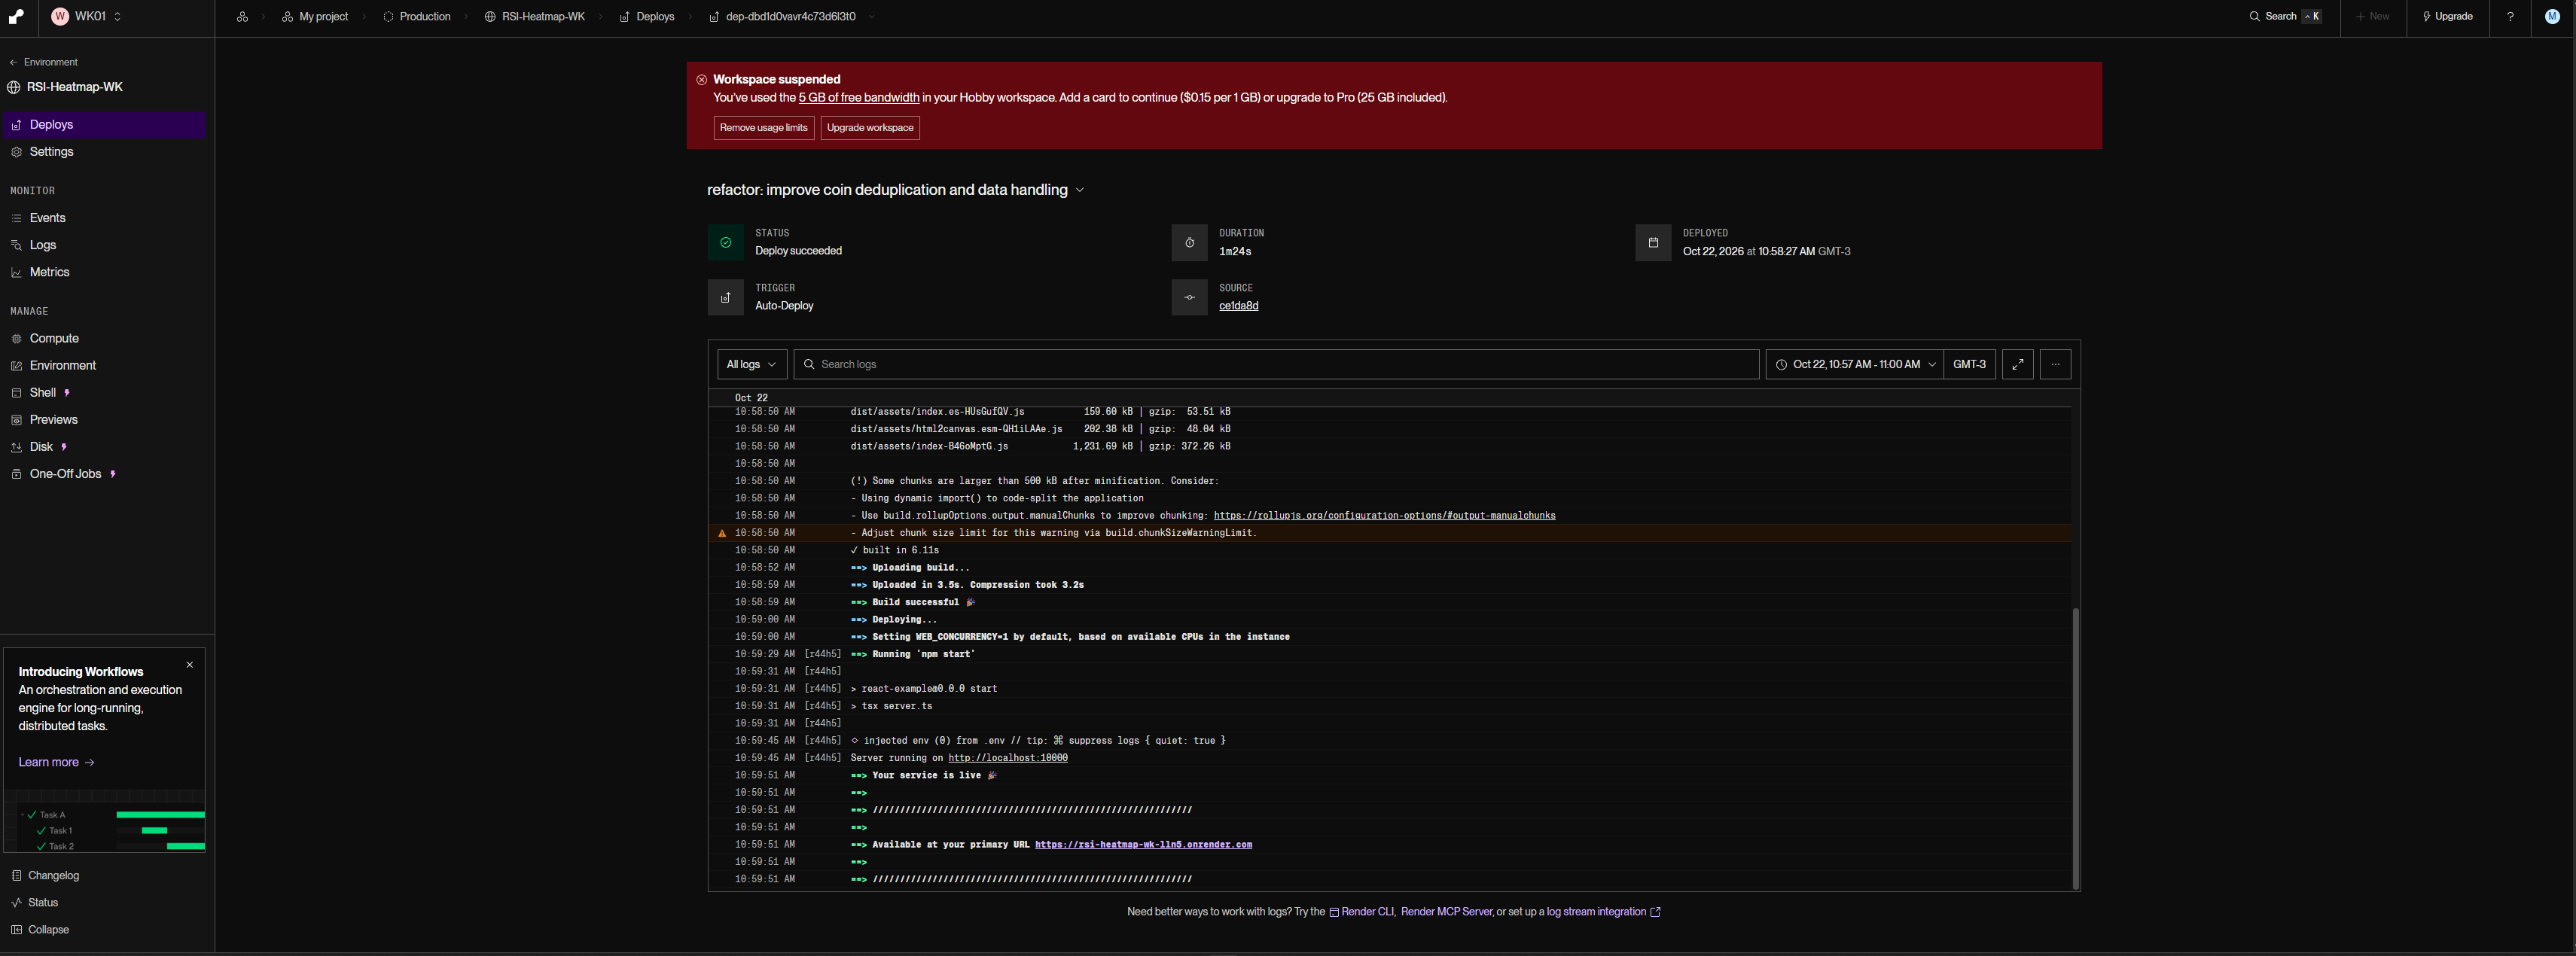 W WK01
My project
Production
RSI-Heatmap-WK
Deploys
dep-dbd1d0vavr4c73d6l3t0
Search ^ K
+ New
Upgrade
?
M
← Environment
RSI-Heatmap-WK
Deploys
Settings
MONITOR
Events
Logs
Metrics
MANAGE
Compute
Environment
Shell
Previews
Disk
One-Off Jobs
Introducing Workflows
An orchestration and execution
engine for long-running,
distributed tasks.
Learn more →
Task A
Task 1
Task 2
Changelog
Status
Collapse
Workspace suspended
You've used the 5 GB of free bandwidth in your Hobby workspace. Add a card to continue ($0.15 per 1 GB) or upgrade to Pro (25 GB included).
Remove usage limits
Upgrade workspace
refactor: improve coin deduplication and data handling
STATUS
Deploy succeeded
DURATION
1m24s
DEPLOYED
Oct 22, 2026 at 10:58:27 AM GMT-3
TRIGGER
Auto-Deploy
SOURCE
ce1da8d
All logs
Search logs
Oct 22, 10:57 AM - 11:00 AM
GMT-3
Oct 22
10:58:50 AM dist/assets/index.es-HUsGufQV.js 159.60 kB | gzip: 53.51 kB
10:58:50 AM dist/assets/html2canvas.esm-QH1iLAAe.js 202.38 kB | gzip: 48.04 kB
10:58:50 AM dist/assets/index-B46oMptG.js 1,231.69 kB | gzip: 372.26 kB
10:58:50 AM
10:58:50 AM (!) Some chunks are larger than 500 kB after minification. Consider:
10:58:50 AM - Using dynamic import() to code-split the application
10:58:50 AM - Use build.rollupOptions.output.manualChunks to improve chunking: https://rollupjs.org/configuration-options/#output-manualchunks
10:58:50 AM - Adjust chunk size limit for this warning via build.chunkSizeWarningLimit.
10:58:50 AM ✓ built in 6.11s
10:58:52 AM ==> Uploading build...
10:58:59 AM ==> Uploaded in 3.5s. Compression took 3.2s
10:58:59 AM ==> Build successful 🎉
10:59:00 AM ==> Deploying...
10:59:00 AM ==> Setting WEB_CONCURRENCY=1 by default, based on available CPUs in the instance
10:59:29 AM [r44h5] ==> Running 'npm start'
10:59:31 AM [r44h5]
10:59:31 AM [r44h5] > react-example@0.0.0 start
10:59:31 AM [r44h5] > tsx server.ts
10:59:31 AM [r44h5]
10:59:45 AM [r44h5] ◇ injected env (0) from .env // tip: ⌘ suppress logs { quiet: true }
10:59:45 AM [r44h5] Server running on http://localhost:10000
10:59:51 AM ==> Your service is live 🎉
10:59:51 AM ==>
10:59:51 AM ==> ///////////////////////////////////////////////////////////
10:59:51 AM ==>
10:59:51 AM ==> Available at your primary URL https://rsi-heatmap-wk-lln5.onrender.com
10:59:51 AM ==>
10:59:51 AM ==> ///////////////////////////////////////////////////////////
Need better ways to work with logs? Try the Render CLI, Render MCP Server, or set up a log stream integration